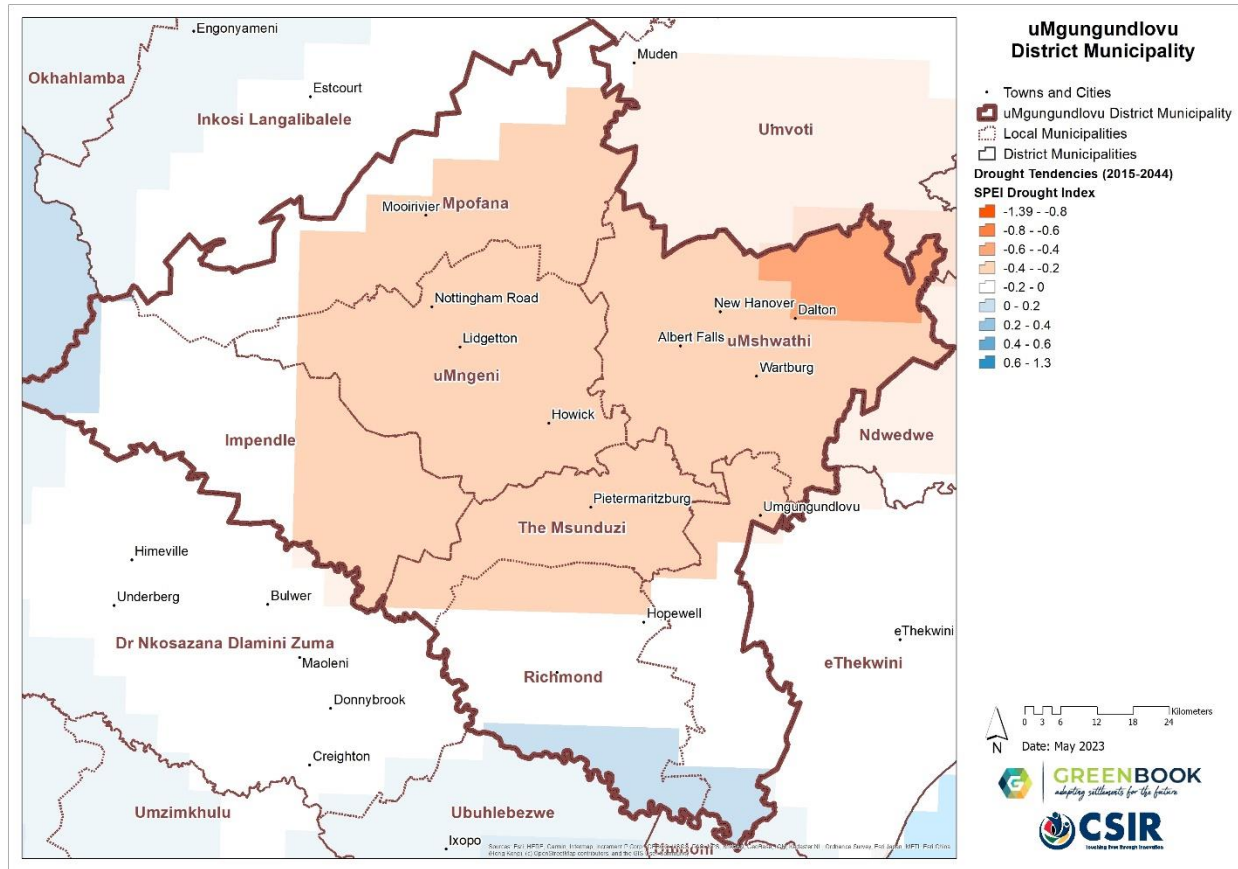 uMgungundlovu
District Municipality
Towns and Cities
uMgungundlovu District Municipality
Local Municipalities
District Municipalities
Drought Tendencies (2015-2044)
SPEI Drought Index
-1.39 - -0.8
-0.8 - -0.6
-0.6 - -0.4
-0.4 - -0.2
-0.2 - 0
0 - 0.2
0.2 - 0.4
0.4 - 0.6
0.6 - 1.3
Engonyameni
Muden
Okhahlamba
Estcourt
Inkosi Langalibalele
Umvoti
Mooirivier
Mpofana
Nottingham Road
New Hanover
Dalton
Lidgetton
Albert Falls
uMshwathi
uMngeni
Wartburg
Howick
Impendle
Ndwedwe
Pietermaritzburg
Umgungundlovu
The Msunduzi
Himeville
Underberg
Bulwer
Hopewell
eThekwini
Dr Nkosazana Dlamini Zuma
Maoleni
Richmond
eThekwini
Donnybrook
Creighton
Umzimkhulu
Ubuhlebezwe
Ixopo
Kilometers
0 3 6 12 18 24
N
Date: May 2023
G
GREENBOOK
adapting settlements for the future
CSIR
Touching lives through innovation